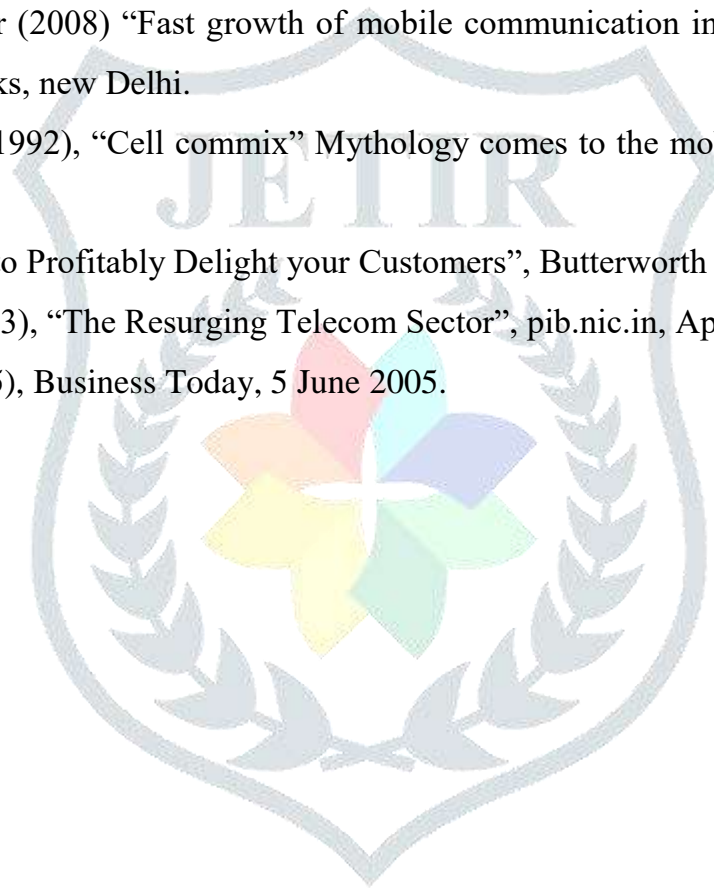 r (2008) “Fast growth of mobile communication in
ks, new Delhi.
1992), “Cell commix” Mythology comes to the mo
JETIR
o Profitably Delight your Customers”, Butterworth
3), “The Resurging Telecom Sector”, pib.nic.in, Ap
5), Business Today, 5 June 2005.